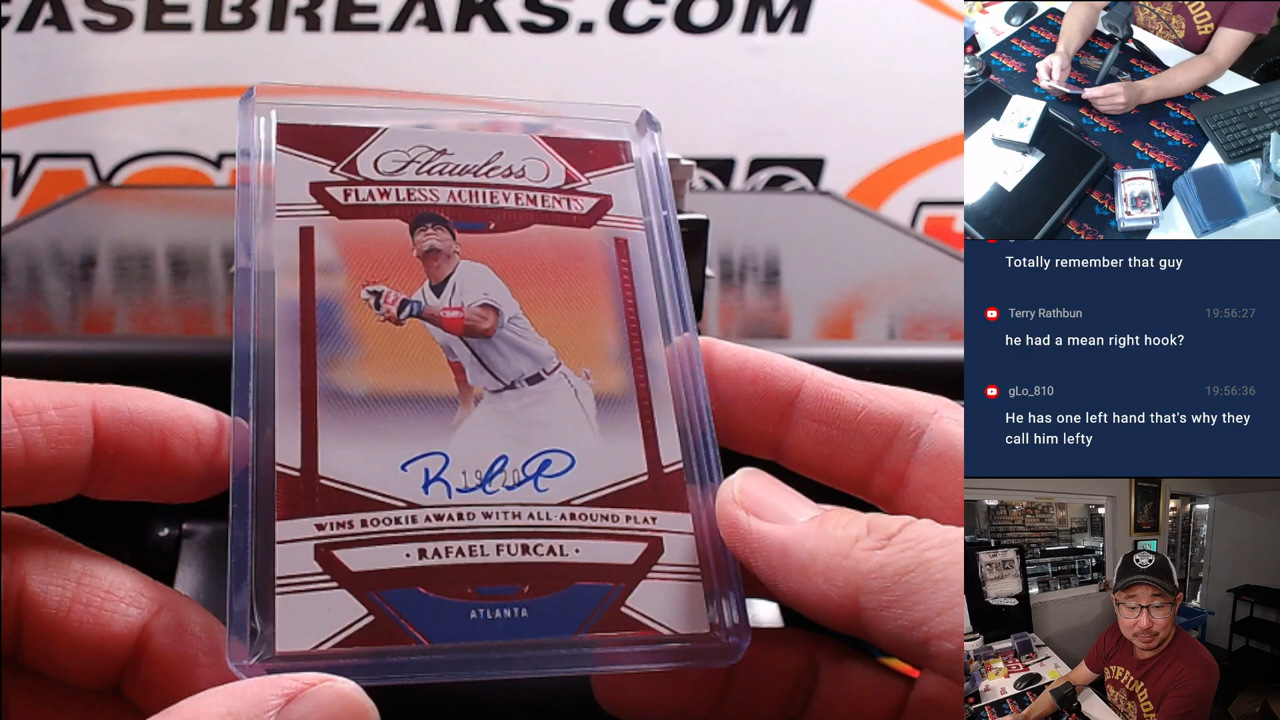 CASEBREAKS.COM
Flawless
FLAWLESS ACHIEVEMENTS
WINS ROOKIE AWARD WITH ALL-AROUND PLAY
• RAFAEL FURCAL •
ATLANTA
Totally remember that guy
Terry Rathbun 19:56:27
he had a mean right hook?
gLo_810 19:56:36
He has one left hand that's why they
call him lefty